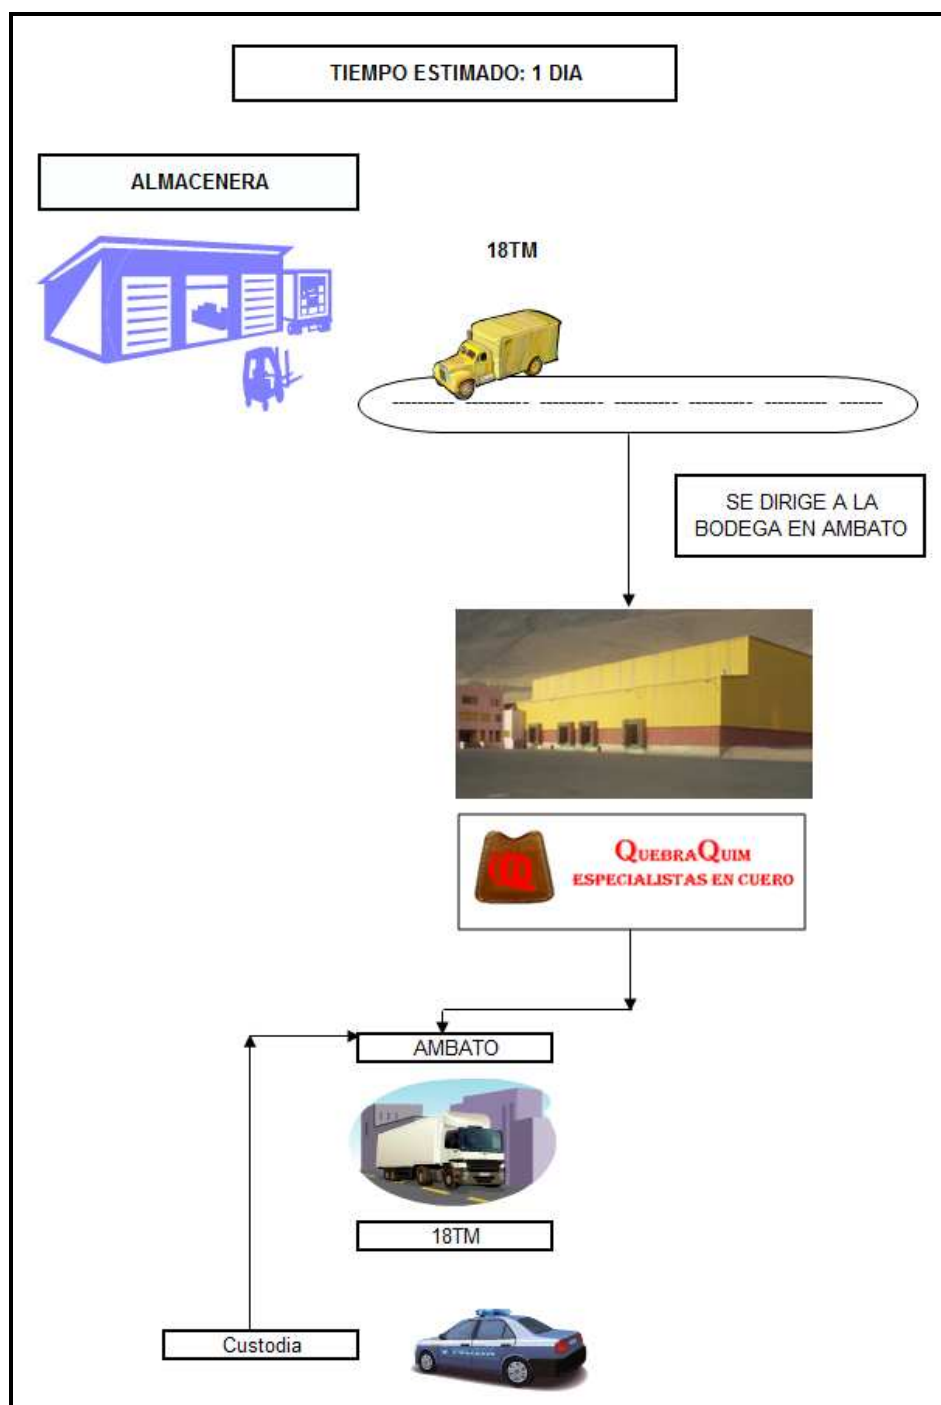 TIEMPO ESTIMADO: 1 DIA
ALMACENERA
18TM
SE DIRIGE A LA
BODEGA EN AMBATO
QUEBRAQUIM
ESPECIALISTAS EN CUERO
AMBATO
18TM
Custodia